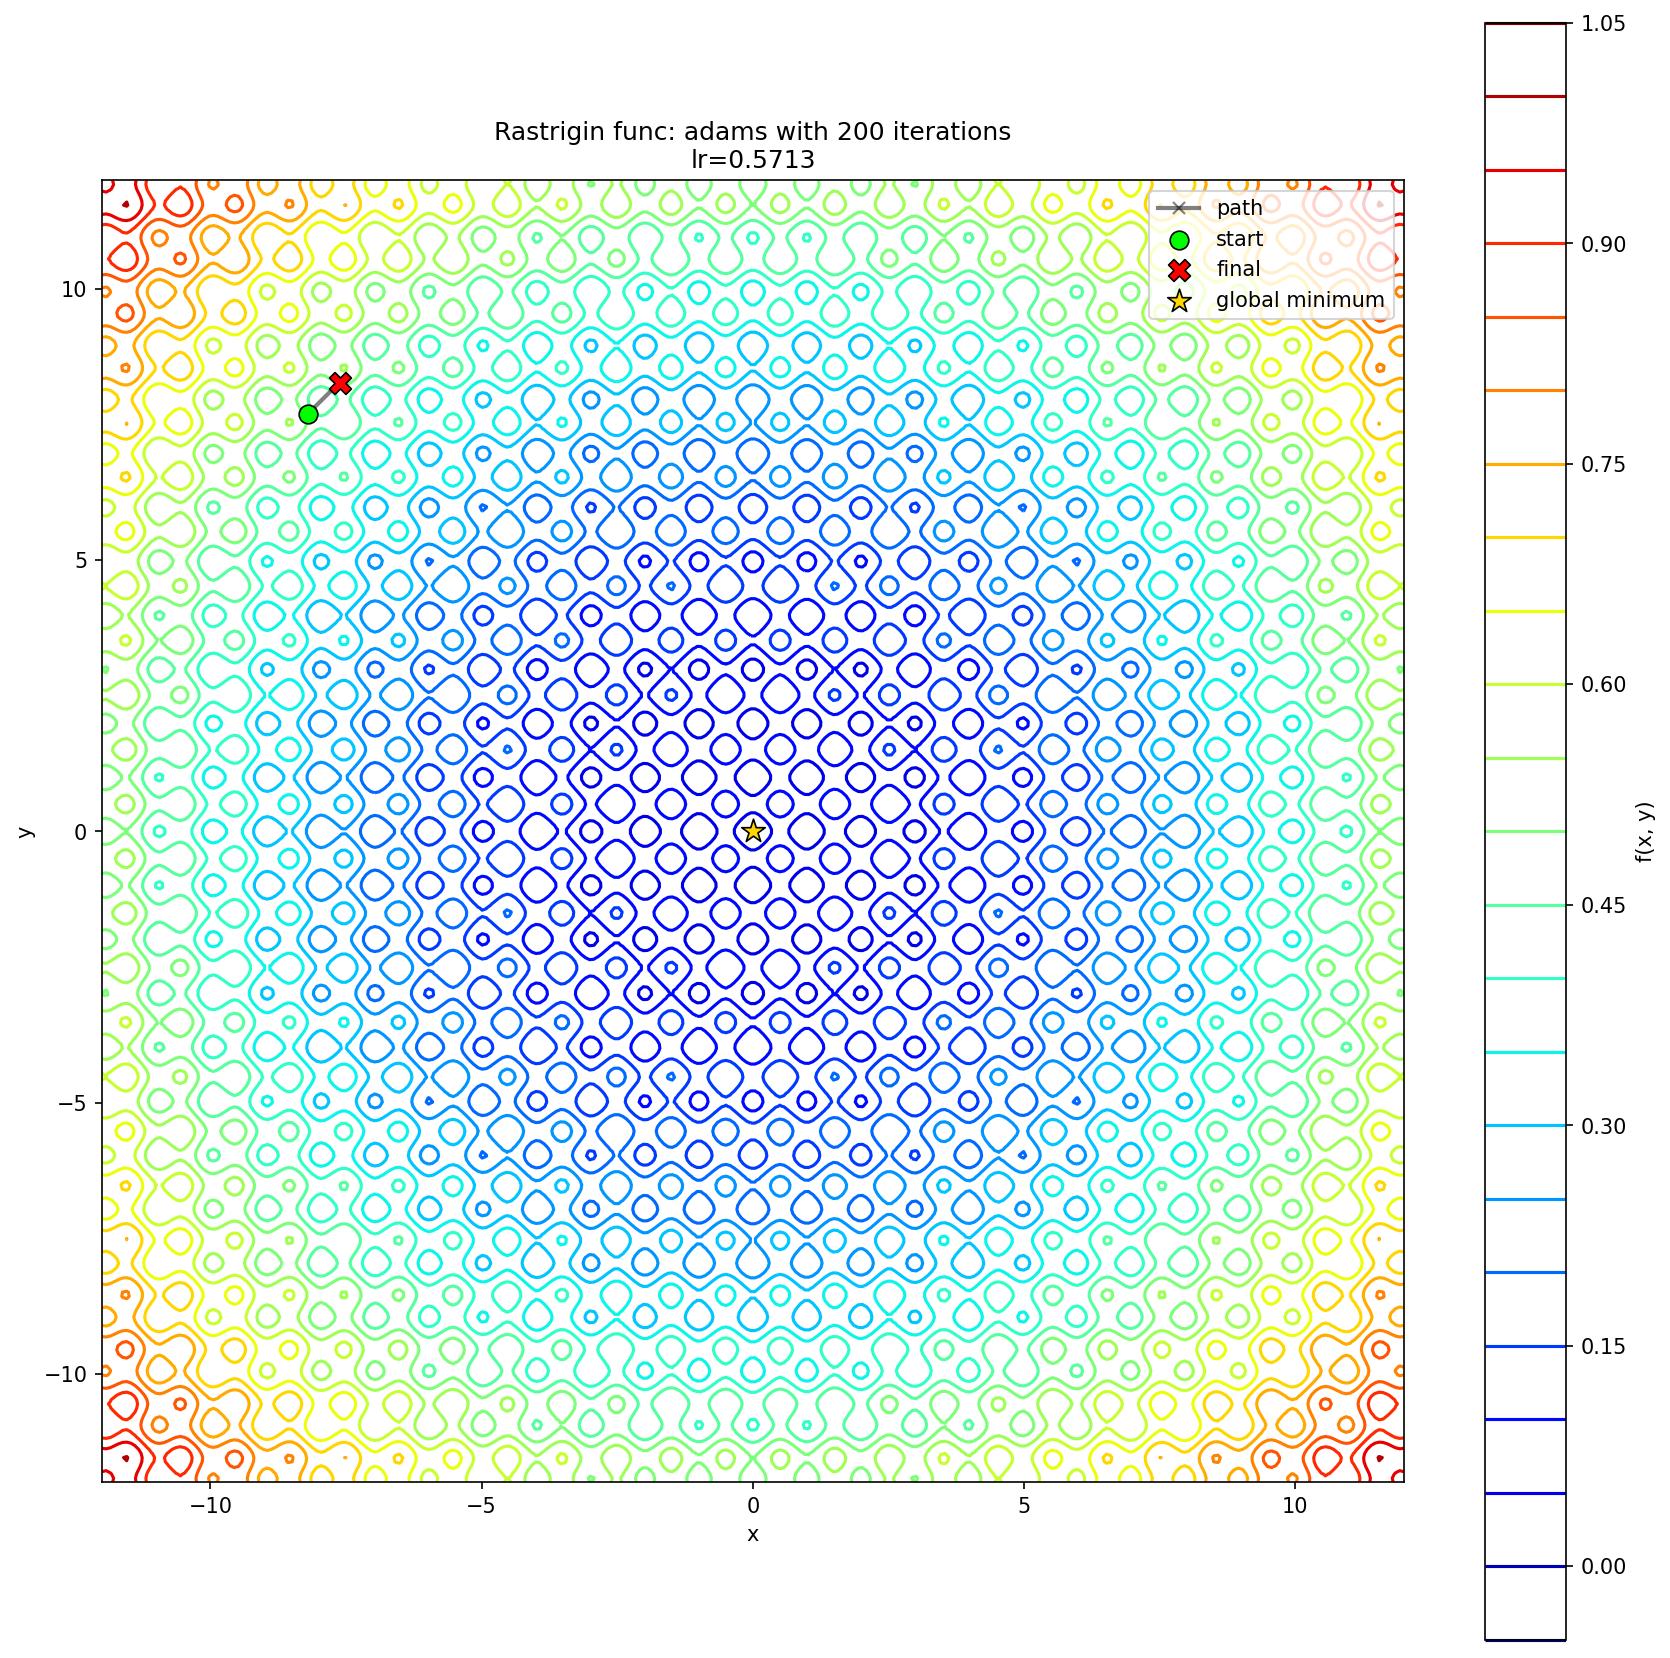 Rastrigin func: adams with 200 iterations
lr=0.5713
path
start
final
global minimum
10
5
0
−5
−10
y
−10
−5
0
5
10
x
1.05
0.90
0.75
0.60
0.45
0.30
0.15
0.00
f(x, y)